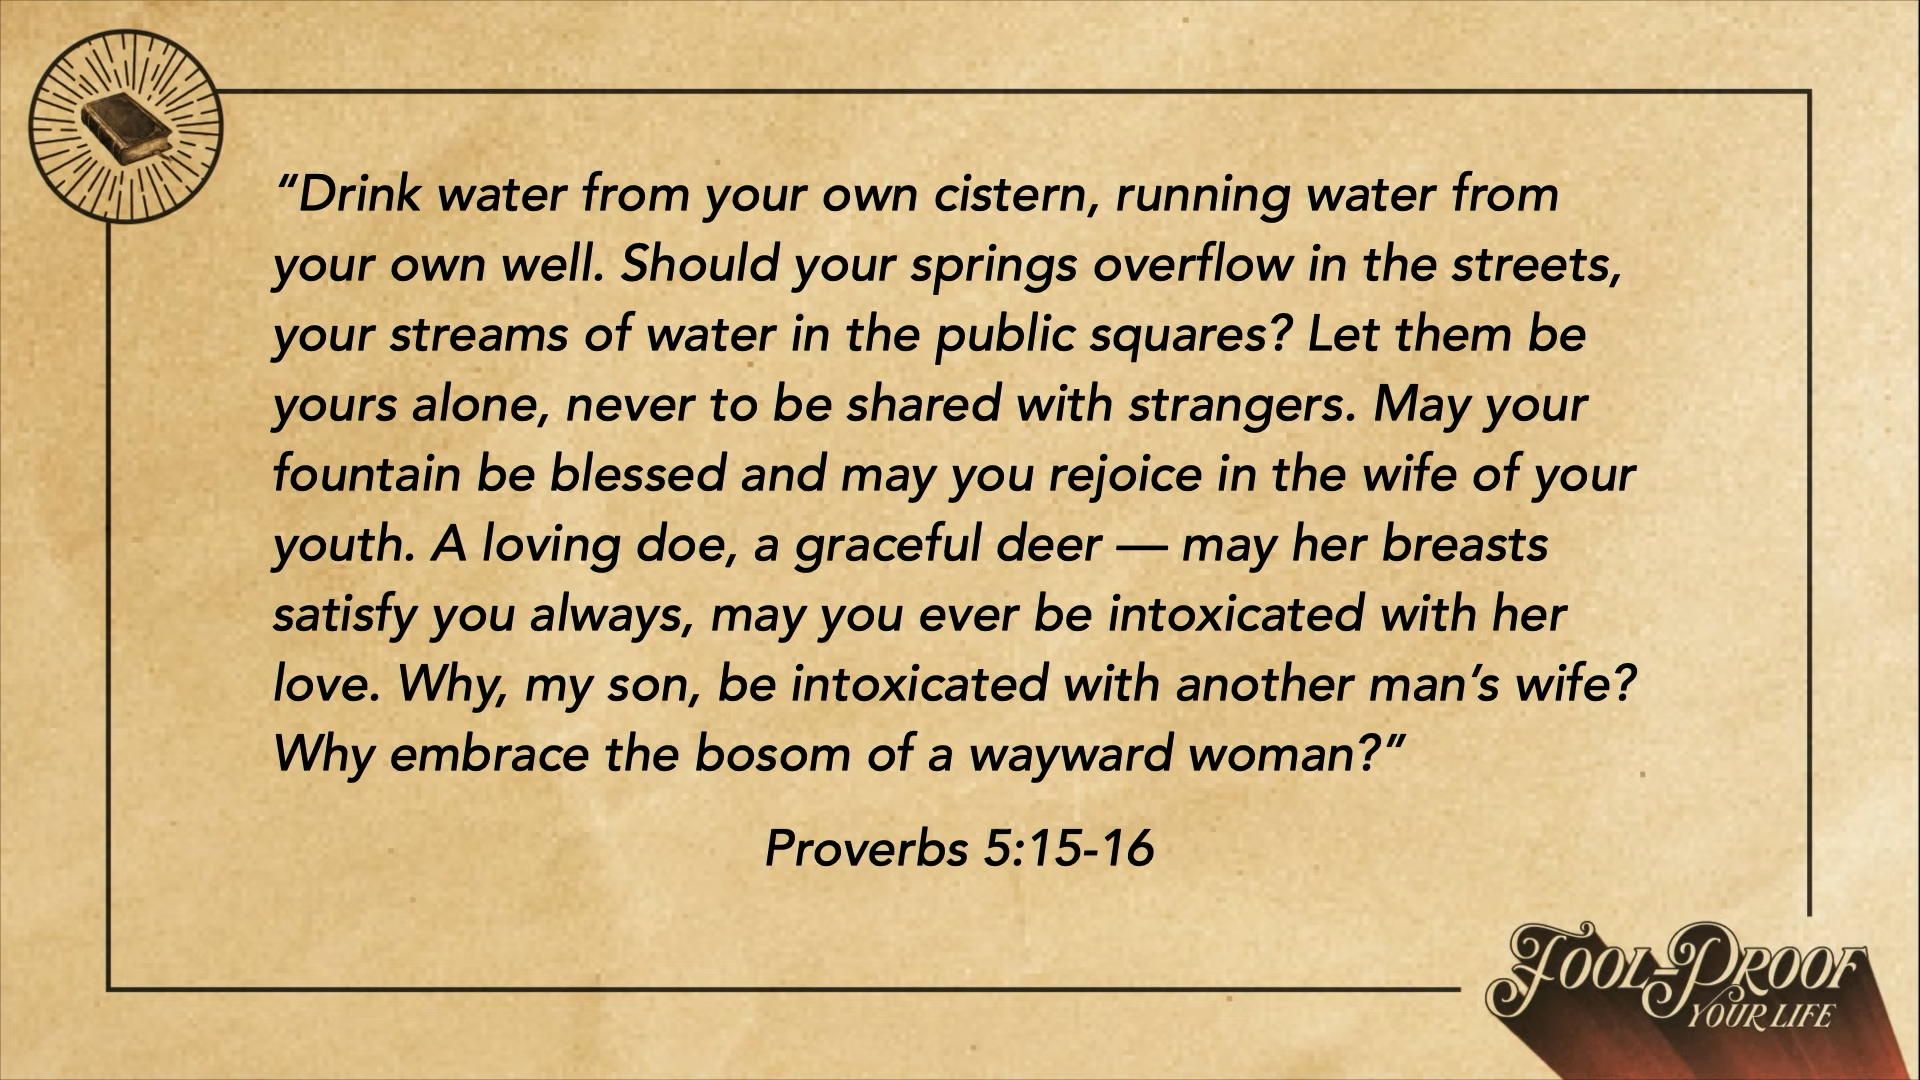 “Drink water from your own cistern, running water from
your own well. Should your springs overflow in the streets,
your streams of water in the public squares? Let them be
yours alone, never to be shared with strangers. May your
fountain be blessed and may you rejoice in the wife of your
youth. A loving doe, a graceful deer — may her breasts
satisfy you always, may you ever be intoxicated with her
love. Why, my son, be intoxicated with another man’s wife?
Why embrace the bosom of a wayward woman?”
Proverbs 5:15-16
FOOL-PROOF
YOUR LIFE